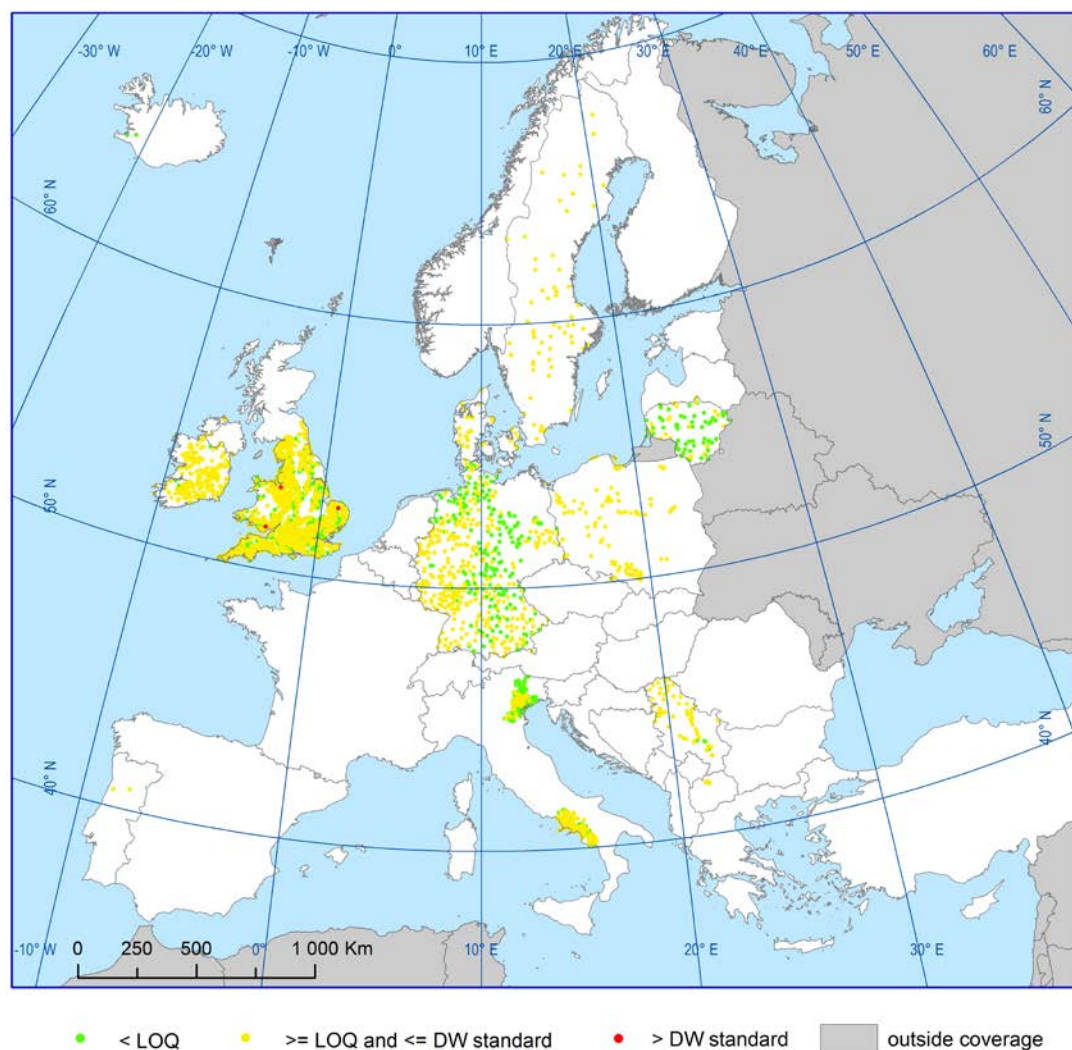 -30° W -20° W -10° W 0° 10° E 20° E 30° E 40° E 50° E 60° E
60° N
60° N
50° N
50° N
40° N
40° N
0 250 500 1 000 Km
-10° W 0° 10° E 20° E 30° E
< LOQ >= LOQ and <= DW standard > DW standard outside coverage